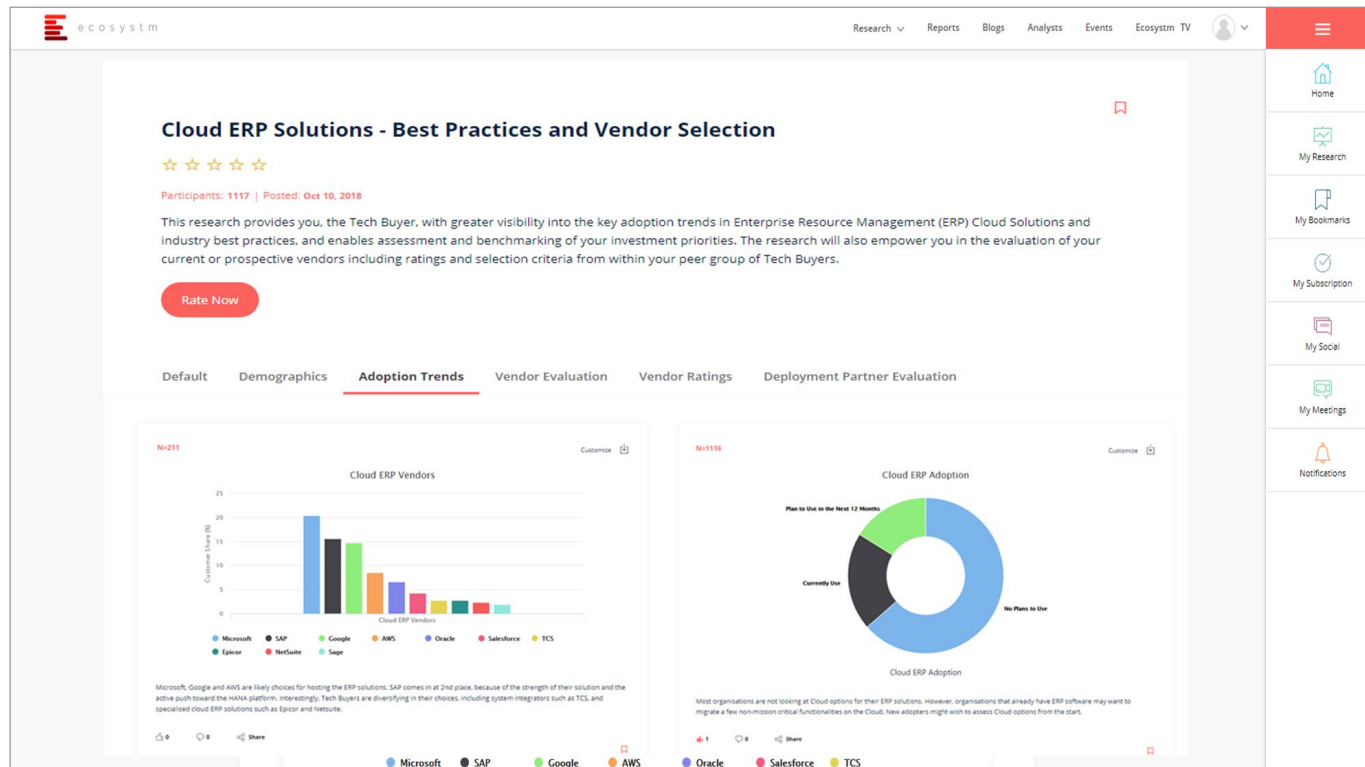 ecosystm
Research Reports Blogs Analysts Events Ecosystm TV
Home
My Research
My Bookmarks
My Subscription
My Social
My Meetings
Notifications
Cloud ERP Solutions - Best Practices and Vendor Selection
Participants: 1117 | Posted: Oct 10, 2018
This research provides you, the Tech Buyer, with greater visibility into the key adoption trends in Enterprise Resource Management (ERP) Cloud Solutions and
industry best practices, and enables assessment and benchmarking of your investment priorities. The research will also empower you in the evaluation of your
current or prospective vendors including ratings and selection criteria from within your peer group of Tech Buyers.
Rate Now
Default Demographics Adoption Trends Vendor Evaluation Vendor Ratings Deployment Partner Evaluation
N=211
Customize
Cloud ERP Vendors
Customer Share (%)
25
20
15
10
5
0
Cloud ERP Vendors
Microsoft SAP Google AWS Oracle Salesforce TCS
Epicor NetSuite Sage
Microsoft, Google and AWS are likely choices for hosting the ERP solutions. SAP comes in at 2nd place, because of the strength of their solution and the
active push toward the HANA platform. Interestingly, Tech Buyers are diversifying in their choices, including system integrators such as TCS, and
specialised cloud ERP solutions such as Epicor and Netsuite.
0 0 Share
N=1116
Customize
Cloud ERP Adoption
Plan to Use in the Next 12 Months
Currently Use
No Plans to Use
Cloud ERP Adoption
Most organisations are not looking at Cloud options for their ERP solutions. However, organisations that already have ERP software may want to
migrate a few non-mission critical functionalities on the Cloud. New adopters might wish to assess Cloud options from the start.
1 0 Share
Microsoft SAP Google AWS Oracle Salesforce TCS